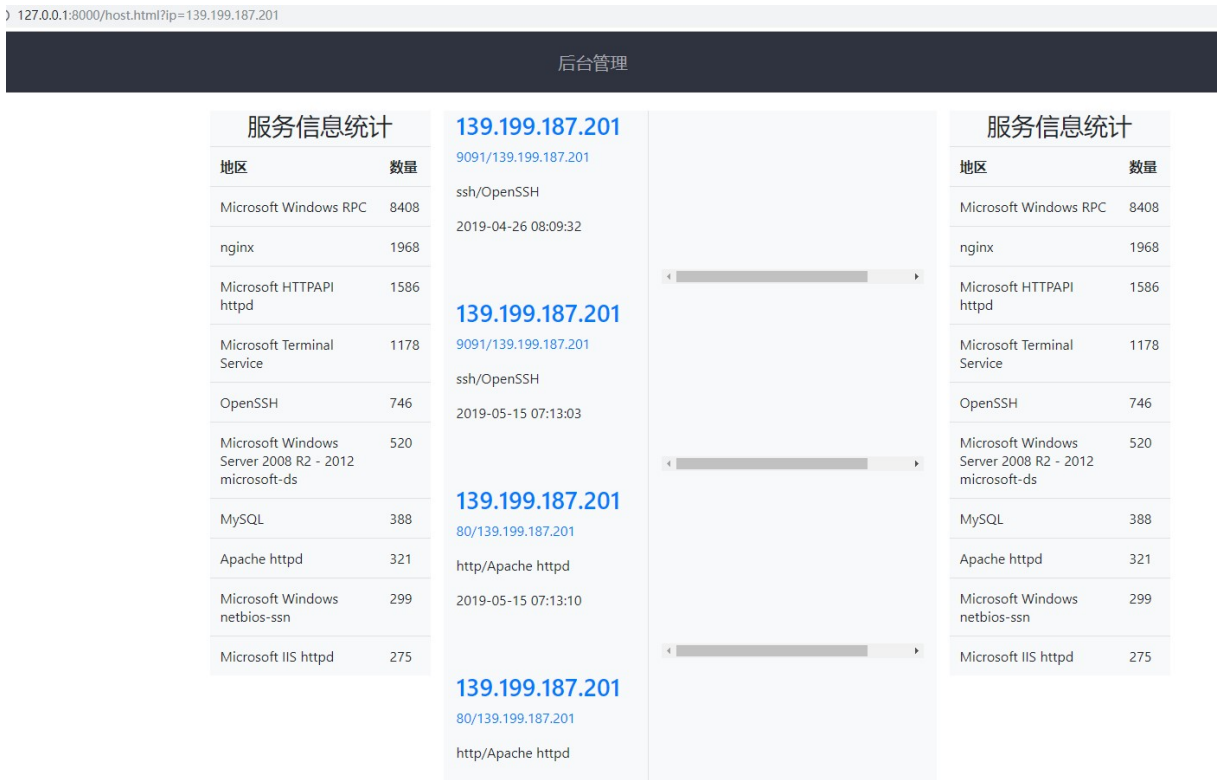 127.0.0.1:8000/host.html?ip=139.199.187.201
后台管理
服务信息统计
地区 数量
Microsoft Windows RPC 8408
nginx 1968
Microsoft HTTPAPI 1586
httpd
Microsoft Terminal 1178
Service
OpenSSH 746
Microsoft Windows 520
Server 2008 R2 - 2012
microsoft-ds
MySQL 388
Apache httpd 321
Microsoft Windows 299
netbios-ssn
Microsoft IIS httpd 275
139.199.187.201
9091/139.199.187.201
ssh/OpenSSH
2019-04-26 08:09:32
139.199.187.201
9091/139.199.187.201
ssh/OpenSSH
2019-05-15 07:13:03
139.199.187.201
80/139.199.187.201
http/Apache httpd
2019-05-15 07:13:10
139.199.187.201
80/139.199.187.201
http/Apache httpd
服务信息统计
地区 数量
Microsoft Windows RPC 8408
nginx 1968
Microsoft HTTPAPI 1586
httpd
Microsoft Terminal 1178
Service
OpenSSH 746
Microsoft Windows 520
Server 2008 R2 - 2012
microsoft-ds
MySQL 388
Apache httpd 321
Microsoft Windows 299
netbios-ssn
Microsoft IIS httpd 275